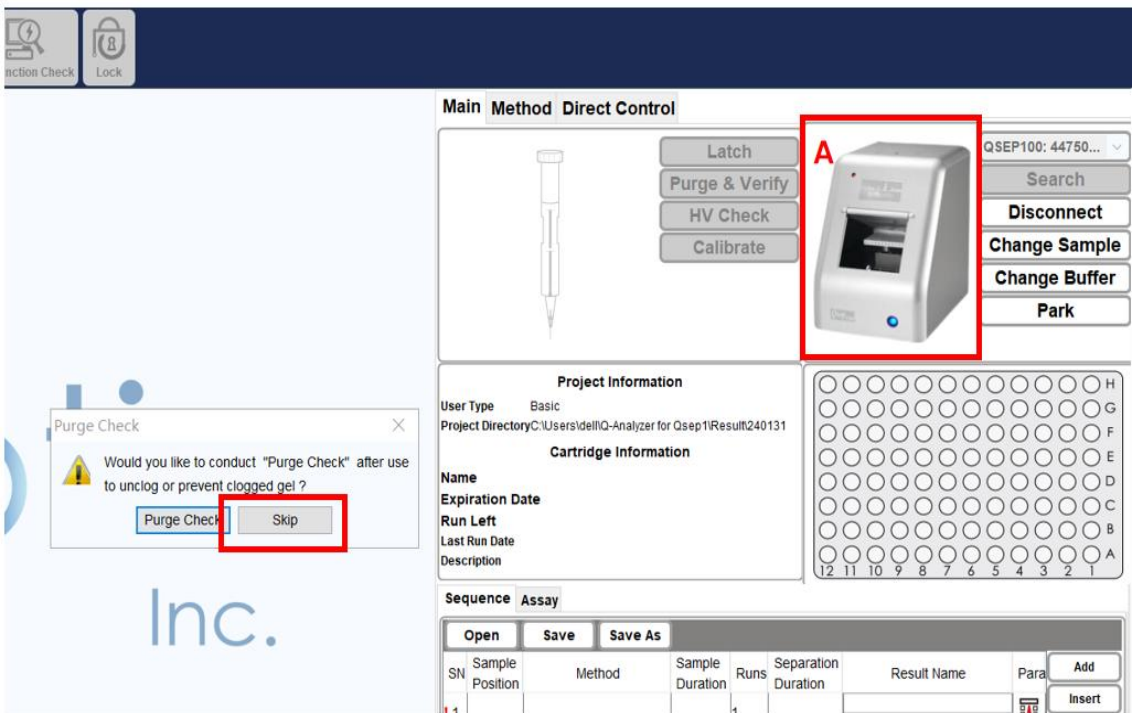 nction Check
Lock
Main Method Direct Control
Latch
Purge & Verify
HV Check
Calibrate
A
QSEP100: 44750...
Search
Disconnect
Change Sample
Change Buffer
Park
Project Information
User Type Basic
Project Directory C:\Users\dell\Q-Analyzer for Qsep1\Result\240131
Cartridge Information
Name
Expiration Date
Run Left
Last Run Date
Description
H
G
F
E
D
C
B
A
12 11 10 9 8 7 6 5 4 3 2 1
Purge Check
Would you like to conduct "Purge Check" after use
to unclog or prevent clogged gel ?
Purge Check Skip
Inc.
Sequence Assay
Open Save Save As
SN Sample Position Method Sample Duration Runs Separation Duration Result Name Para
Add
Insert
! 1 1